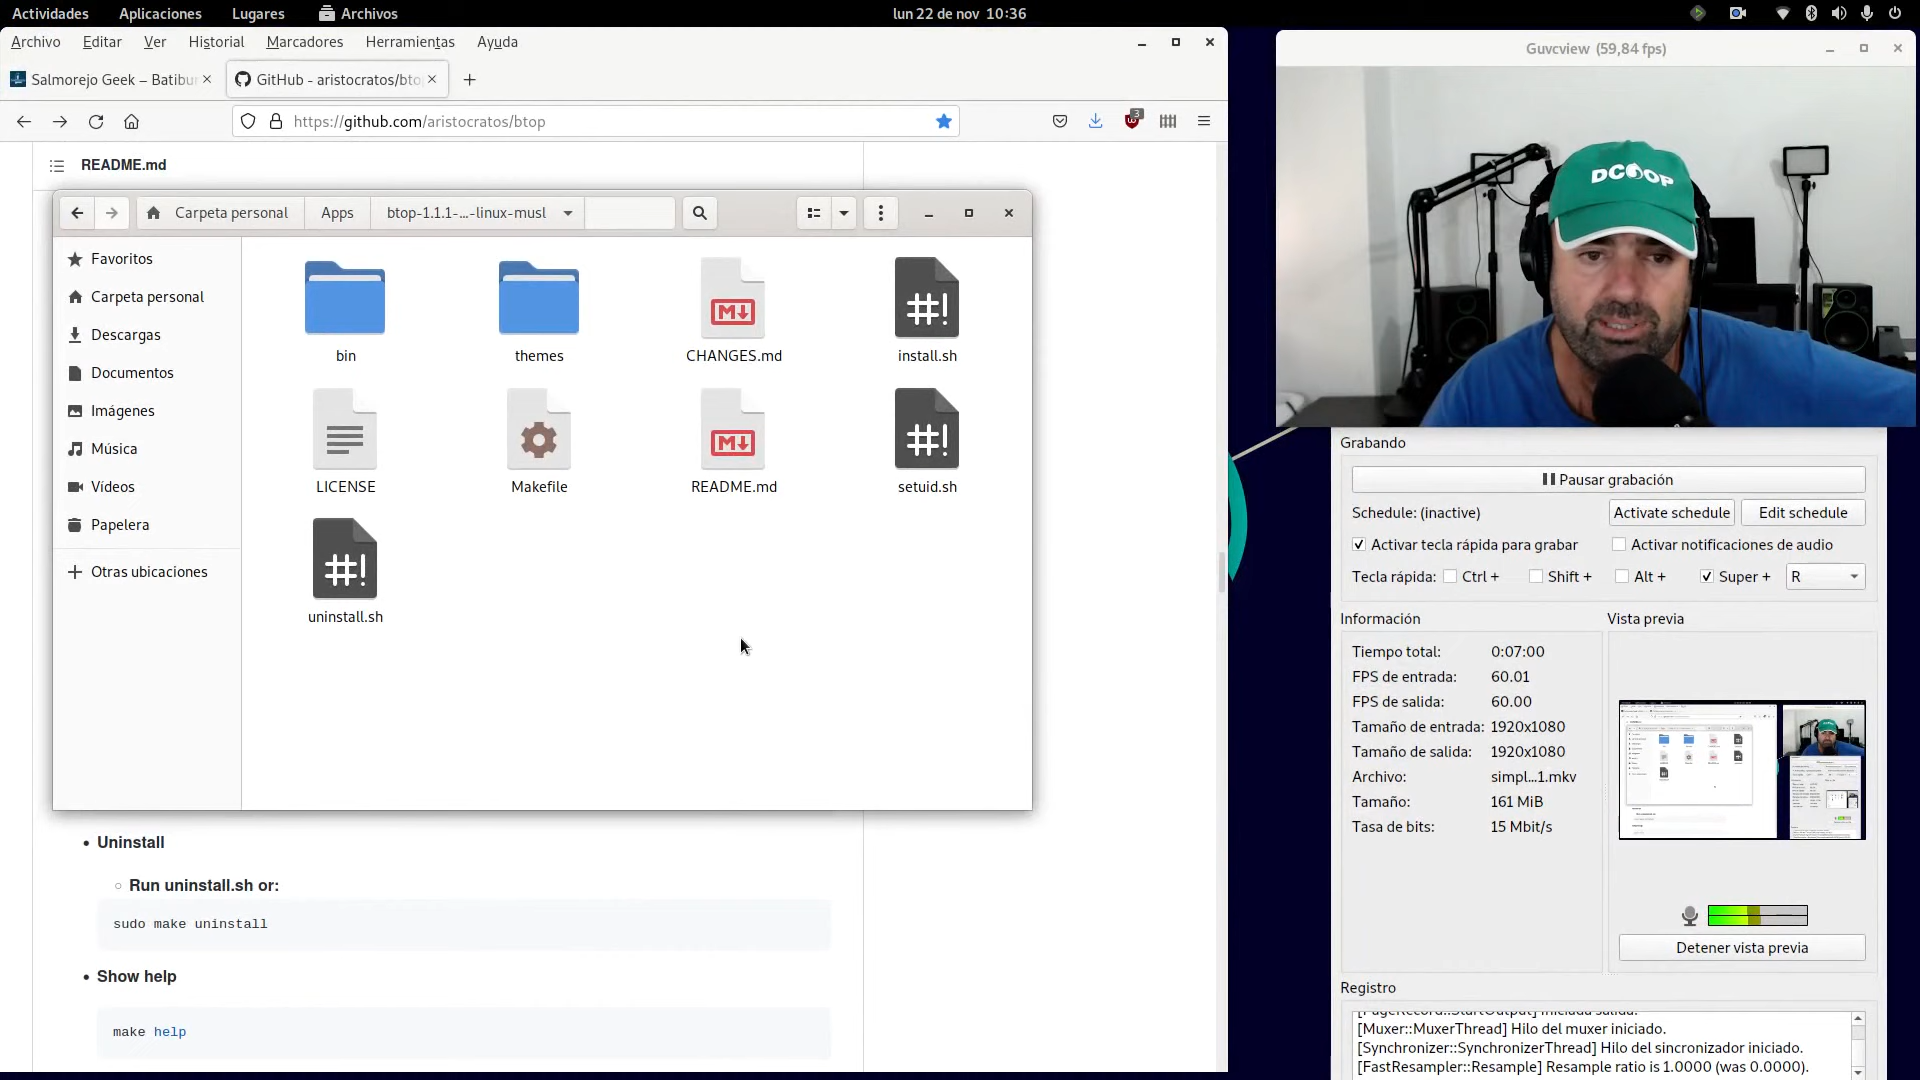 Actividades Aplicaciones Lugares Archivos lun 22 de nov 10:36
Archivo Editar Ver Historial Marcadores Herramientas Ayuda
Salmorejo Geek – Batibu
GitHub - aristocratos/bto
https://github.com/aristocratos/btop
3
README.md
Carpeta personal Apps btop-1.1.1-...-linux-musl
Favoritos
Carpeta personal
Descargas
Documentos
Imágenes
Música
Vídeos
Papelera
Otras ubicaciones
bin themes CHANGES.md install.sh
LICENSE Makefile README.md setuid.sh
uninstall.sh
Uninstall
Run uninstall.sh or:
sudo make uninstall
Show help
make help
Guvcview (59,84 fps)
DCOOP
Grabando
Pausar grabación
Schedule: (inactive) Activate schedule Edit schedule
Activar tecla rápida para grabar Activar notificaciones de audio
Tecla rápida: Ctrl + Shift + Alt + Super + R
Información
Tiempo total: 0:07:00
FPS de entrada: 60.01
FPS de salida: 60.00
Tamaño de entrada: 1920x1080
Tamaño de salida: 1920x1080
Archivo: simpl...1.mkv
Tamaño: 161 MiB
Tasa de bits: 15 Mbit/s
Vista previa
Detener vista previa
Registro
[PageRecord::StartOutput] Iniciada salida.
[Muxer::MuxerThread] Hilo del muxer iniciado.
[Synchronizer::SynchronizerThread] Hilo del sincronizador iniciado.
[FastResampler::Resample] Resample ratio is 1.0000 (was 0.0000).